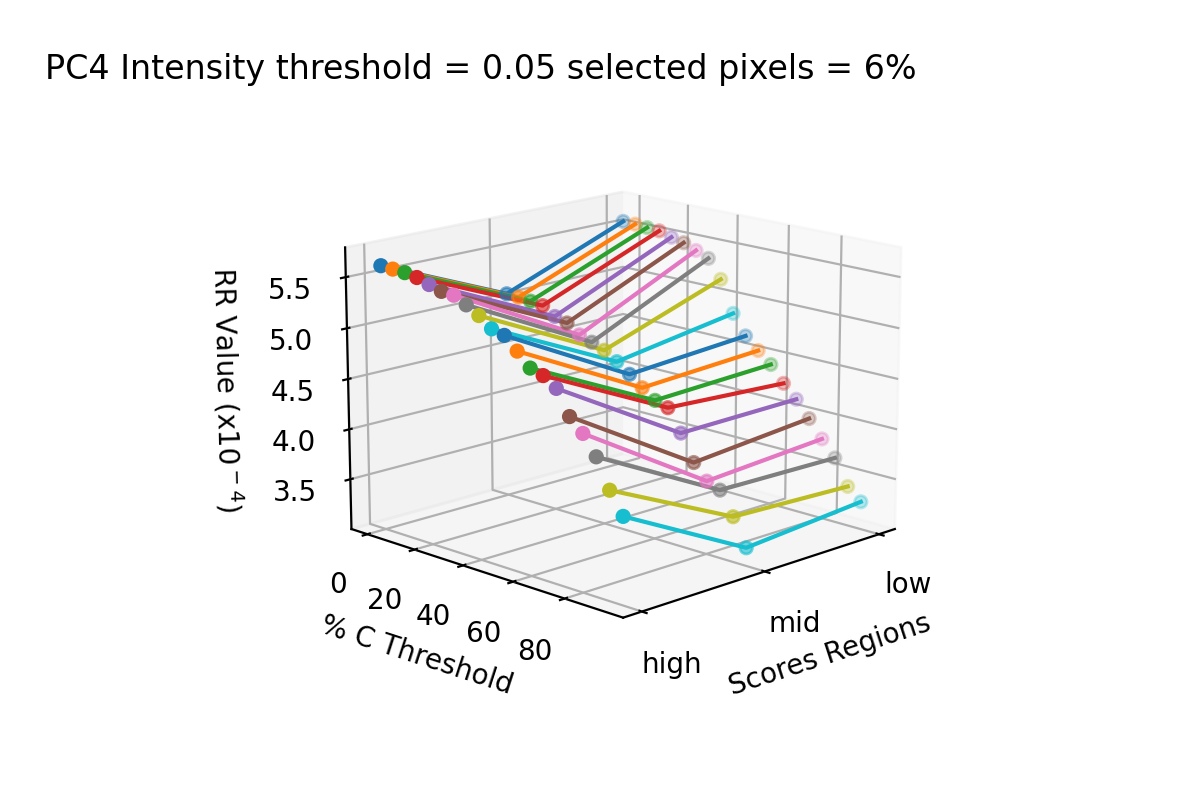 PC4 Intensity threshold = 0.05 selected pixels = 6%
RR Value (x10⁻⁴)
5.5
5.0
4.5
4.0
3.5
0
20
40
60
80
% C Threshold
high
mid
low
Scores Regions